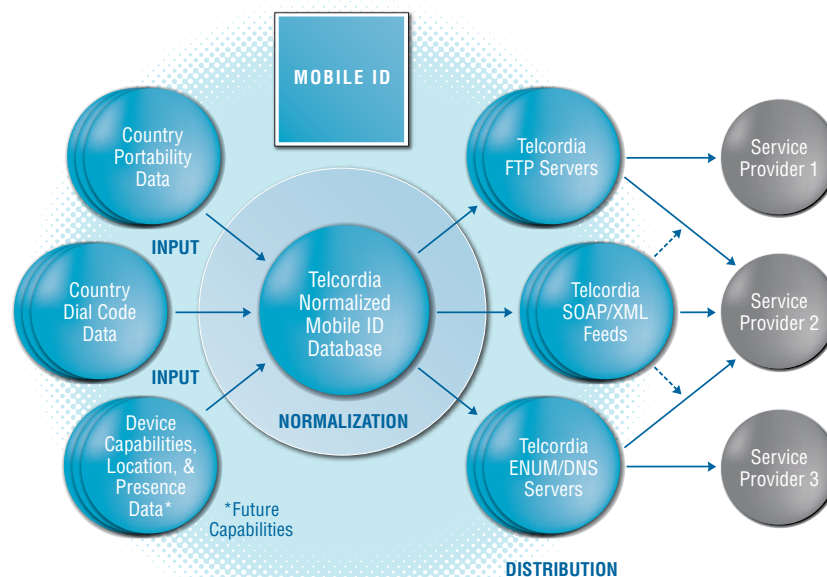 MOBILE ID
Country
Portability
Data
Telcordia
FTP Servers
Service
Provider 1
INPUT
Country
Dial Code
Data
Telcordia
Normalized
Mobile ID
Database
Telcordia
SOAP/XML
Feeds
Service
Provider 2
INPUT
NORMALIZATION
Device
Capabilities,
Location, &
Presence
Data*
*Future
Capabilities
Telcordia
ENUM/DNS
Servers
Service
Provider 3
DISTRIBUTION